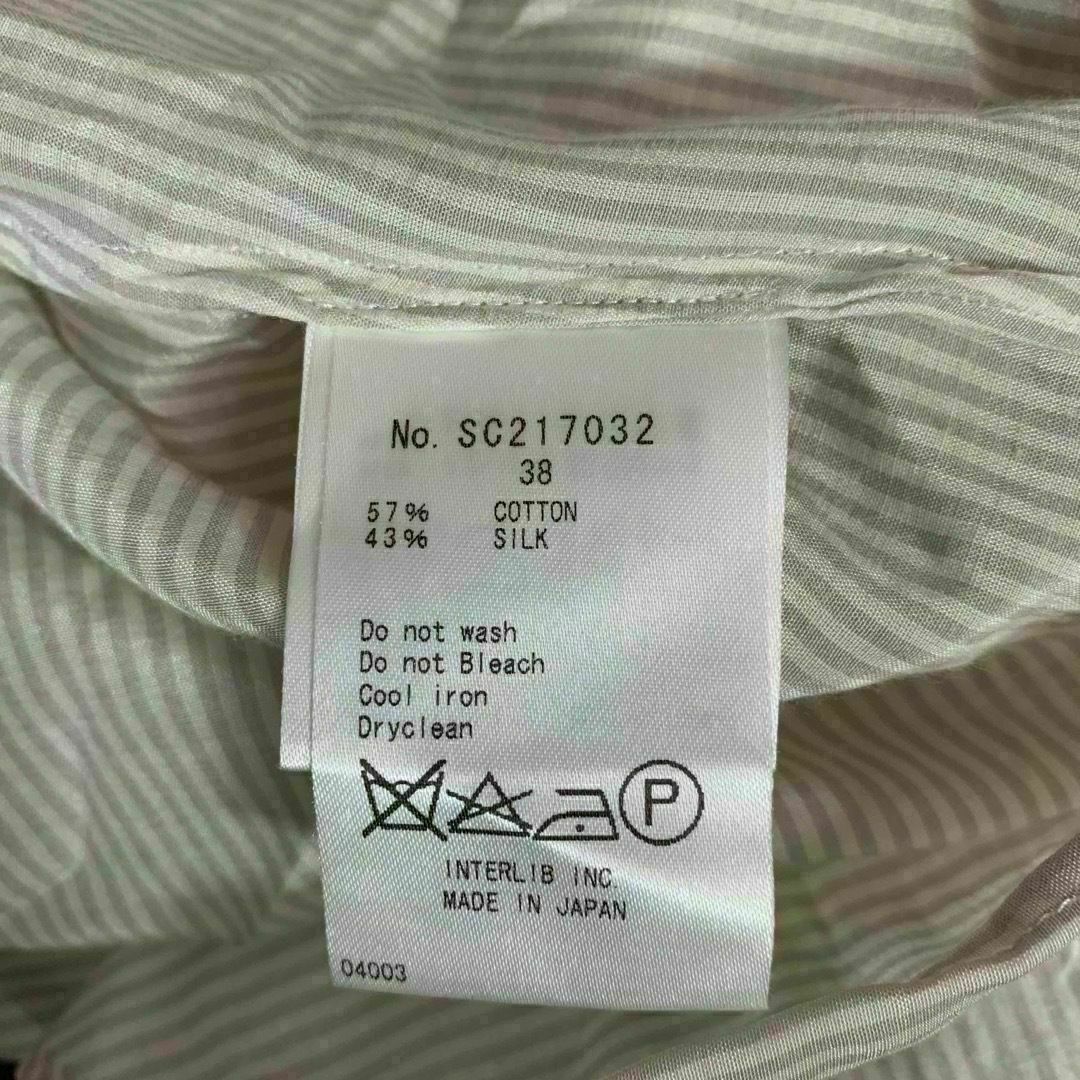 No. SC217032
38
57% COTTON
43% SILK
Do not wash
Do not Bleach
Cool iron
Dryclean
P
INTERLIB INC.
MADE IN JAPAN
04003